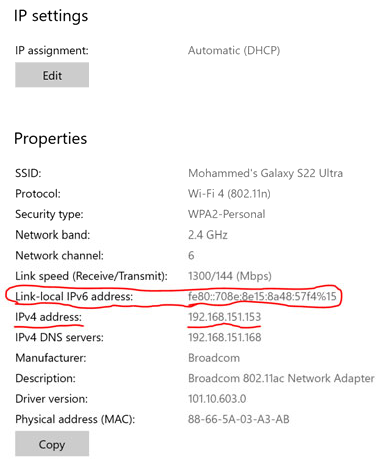 IP settings
IP assignment: Automatic (DHCP)
Edit
Properties
SSID: Mohammed's Galaxy S22 Ultra
Protocol: Wi-Fi 4 (802.11n)
Security type: WPA2-Personal
Network band: 2.4 GHz
Network channel: 6
Link speed (Receive/Transmit): 1300/144 (Mbps)
Link-local IPv6 address: fe80::708e:8e15:8a48:57f4%15
IPv4 address: 192.168.151.153
IPv4 DNS servers: 192.168.151.168
Manufacturer: Broadcom
Description: Broadcom 802.11ac Network Adapter
Driver version: 101.10.603.0
Physical address (MAC): 88-66-5A-03-A3-AB
Copy